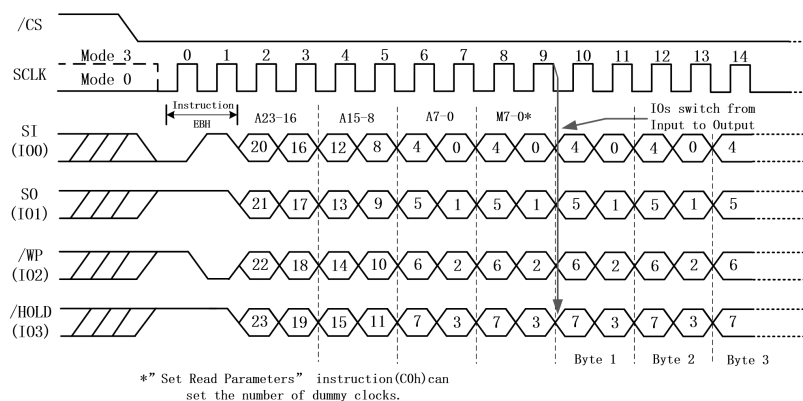 /CS
Mode 3 0 1 2 3 4 5 6 7 8 9 10 11 12 13 14
SCLK
Mode 0
Instruction A23-16 A15-8 A7-0 M7-0* IOs switch from
EBH Input to Output
SI
(IO0) 20 16 12 8 4 0 4 0 4 0 4 0 4
SO
(IO1) 21 17 13 9 5 1 5 1 5 1 5 1 5
/WP
(IO2) 22 18 14 10 6 2 6 2 6 2 6 2 6
/HOLD
(IO3) 23 19 15 11 7 3 7 3 7 3 7 3 7
Byte 1 Byte 2 Byte 3
*” Set Read Parameters” instruction(C0h)can
set the number of dummy clocks.